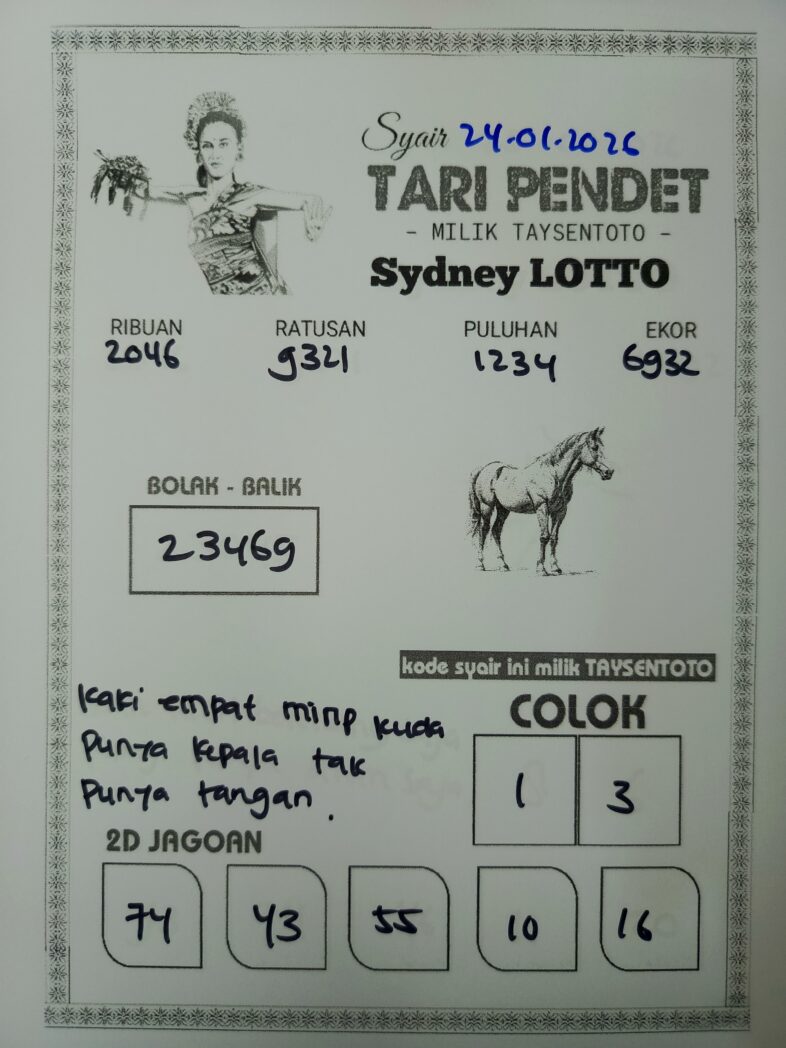 Syair 24-01-2026
TARI PENDET
- MILIK TAYSENTOTO -
Sydney LOTTO
RIBUAN RATUSAN PULUHAN EKOR
2046 9321 1234 6932
BOLAK - BALIK
23469
kode syair ini milik TAYSENTOTO
kaki empat mirip kuda
punya kepala tak
punya tangan.
COLOK
1 3
2D JAGOAN
74 43 55 10 16